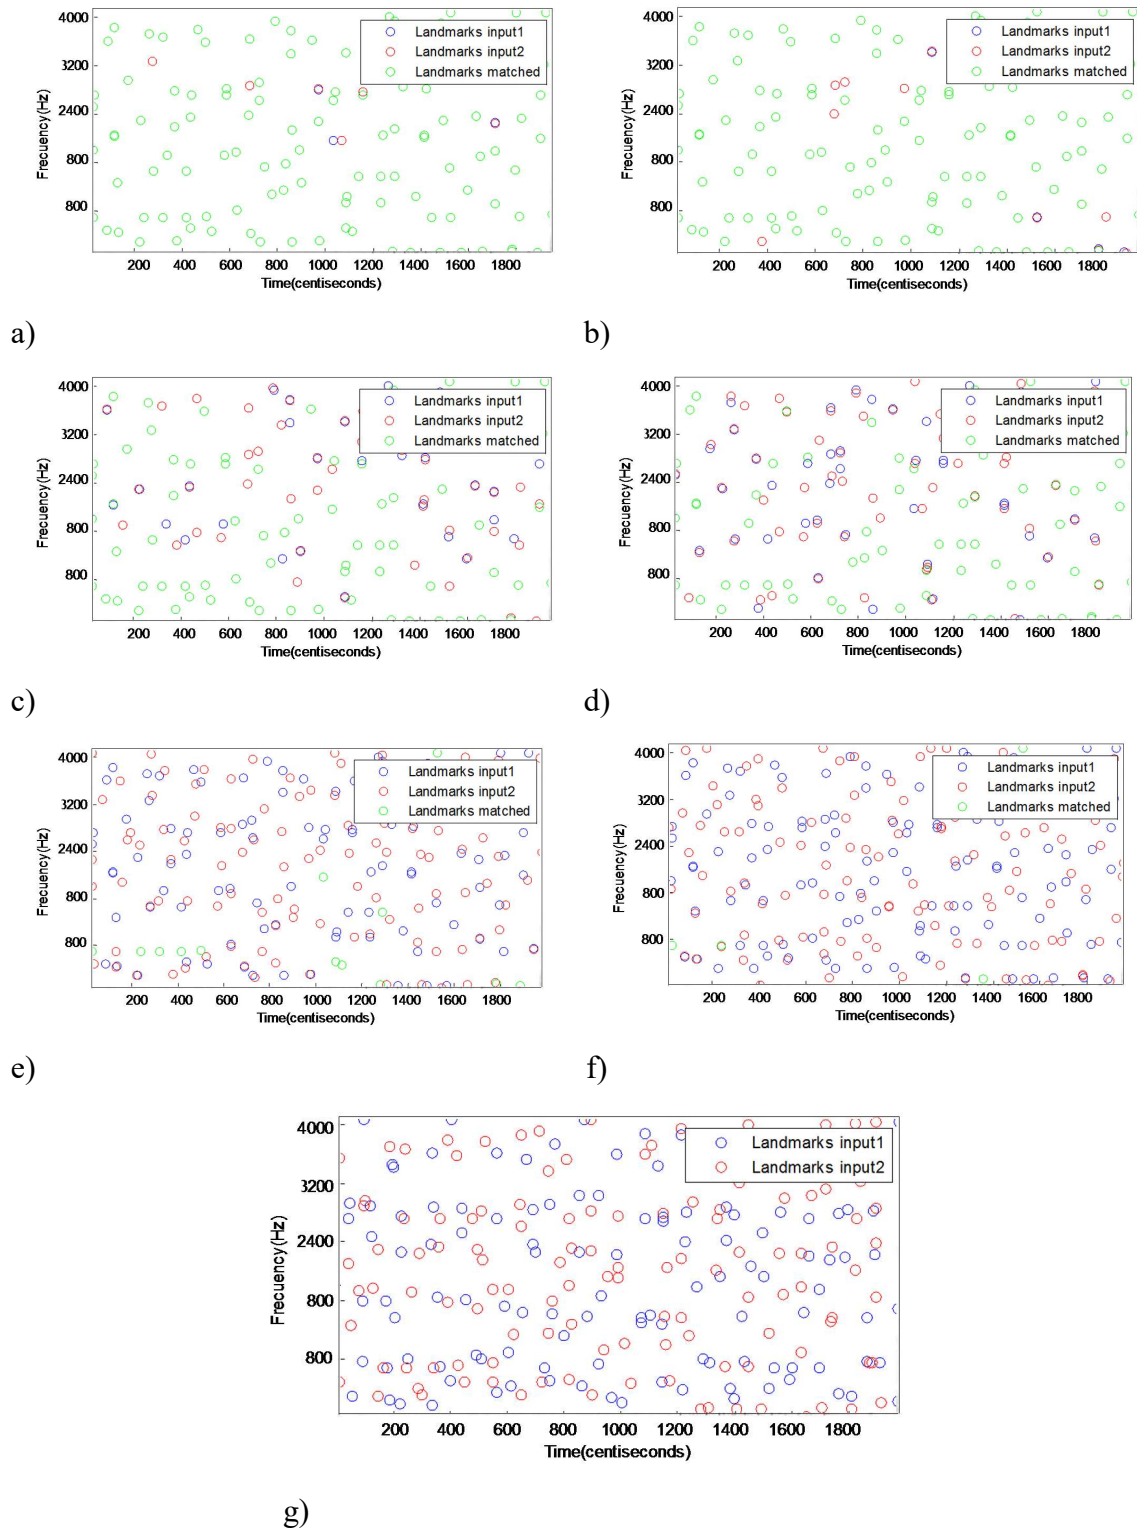 4000
3200
2400
800
800
Frecuency(Hz)
Landmarks input1
Landmarks input2
Landmarks matched
200 400 600 800 1000 1200 1400 1600 1800
Time(centiseconds)
a)
4000
3200
2400
800
800
Frecuency(Hz)
Landmarks input1
Landmarks input2
Landmarks matched
200 400 600 800 1000 1200 1400 1600 1800
Time(centiseconds)
b)
4000
3200
2400
800
800
Frecuency(Hz)
Landmarks input1
Landmarks input2
Landmarks matched
200 400 600 800 1000 1200 1400 1600 1800
Time(centiseconds)
c)
4000
3200
2400
800
800
Frecuency(Hz)
Landmarks input1
Landmarks input2
Landmarks matched
200 400 600 800 1000 1200 1400 1600 1800
Time(centiseconds)
d)
4000
3200
2400
800
800
Frecuency(Hz)
Landmarks input1
Landmarks input2
Landmarks matched
200 400 600 800 1000 1200 1400 1600 1800
Time(centiseconds)
e)
4000
3200
2400
800
800
Frecuency(Hz)
Landmarks input1
Landmarks input2
Landmarks matched
200 400 600 800 1000 1200 1400 1600 1800
Time(centiseconds)
f)
4000
3200
2400
800
800
Frecuency(Hz)
Landmarks input1
Landmarks input2
200 400 600 800 1000 1200 1400 1600 1800
Time(centiseconds)
g)